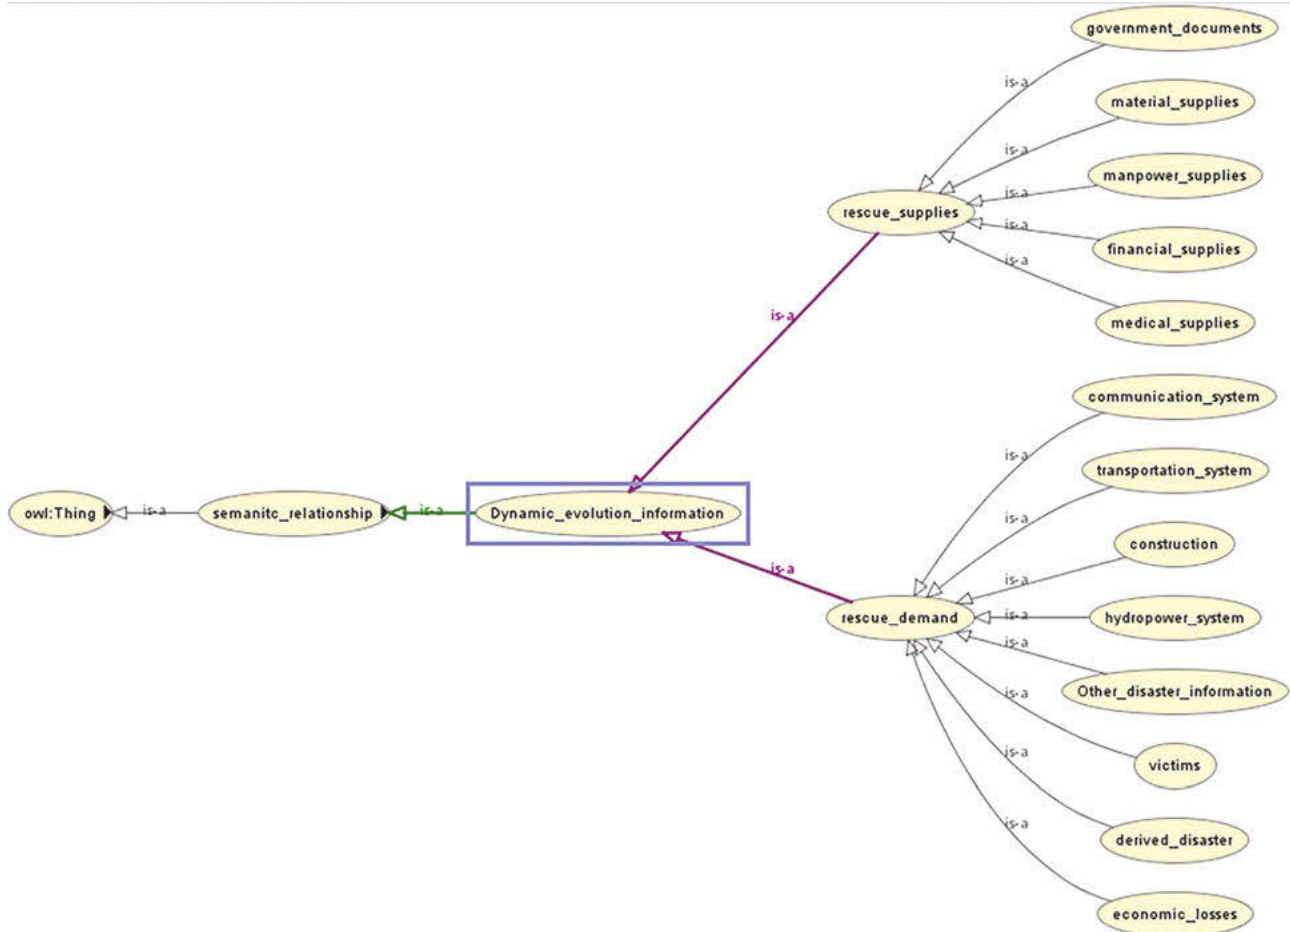 government_documents
is-a
material_supplies
is-a
manpower_supplies
is-a
rescue_supplies
is-a
financial_supplies
is-a
medical_supplies
is-a
communication_system
is-a
transportation_system
is-a
owl:Thing
is-a
semanitc_relationship
is-a
Dynamic_evolution_information
construction
is-a
is-a
rescue_demand
is-a
hydropower_system
is-a
Other_disaster_information
is-a
victims
is-a
derived_disaster
is-a
economic_losses